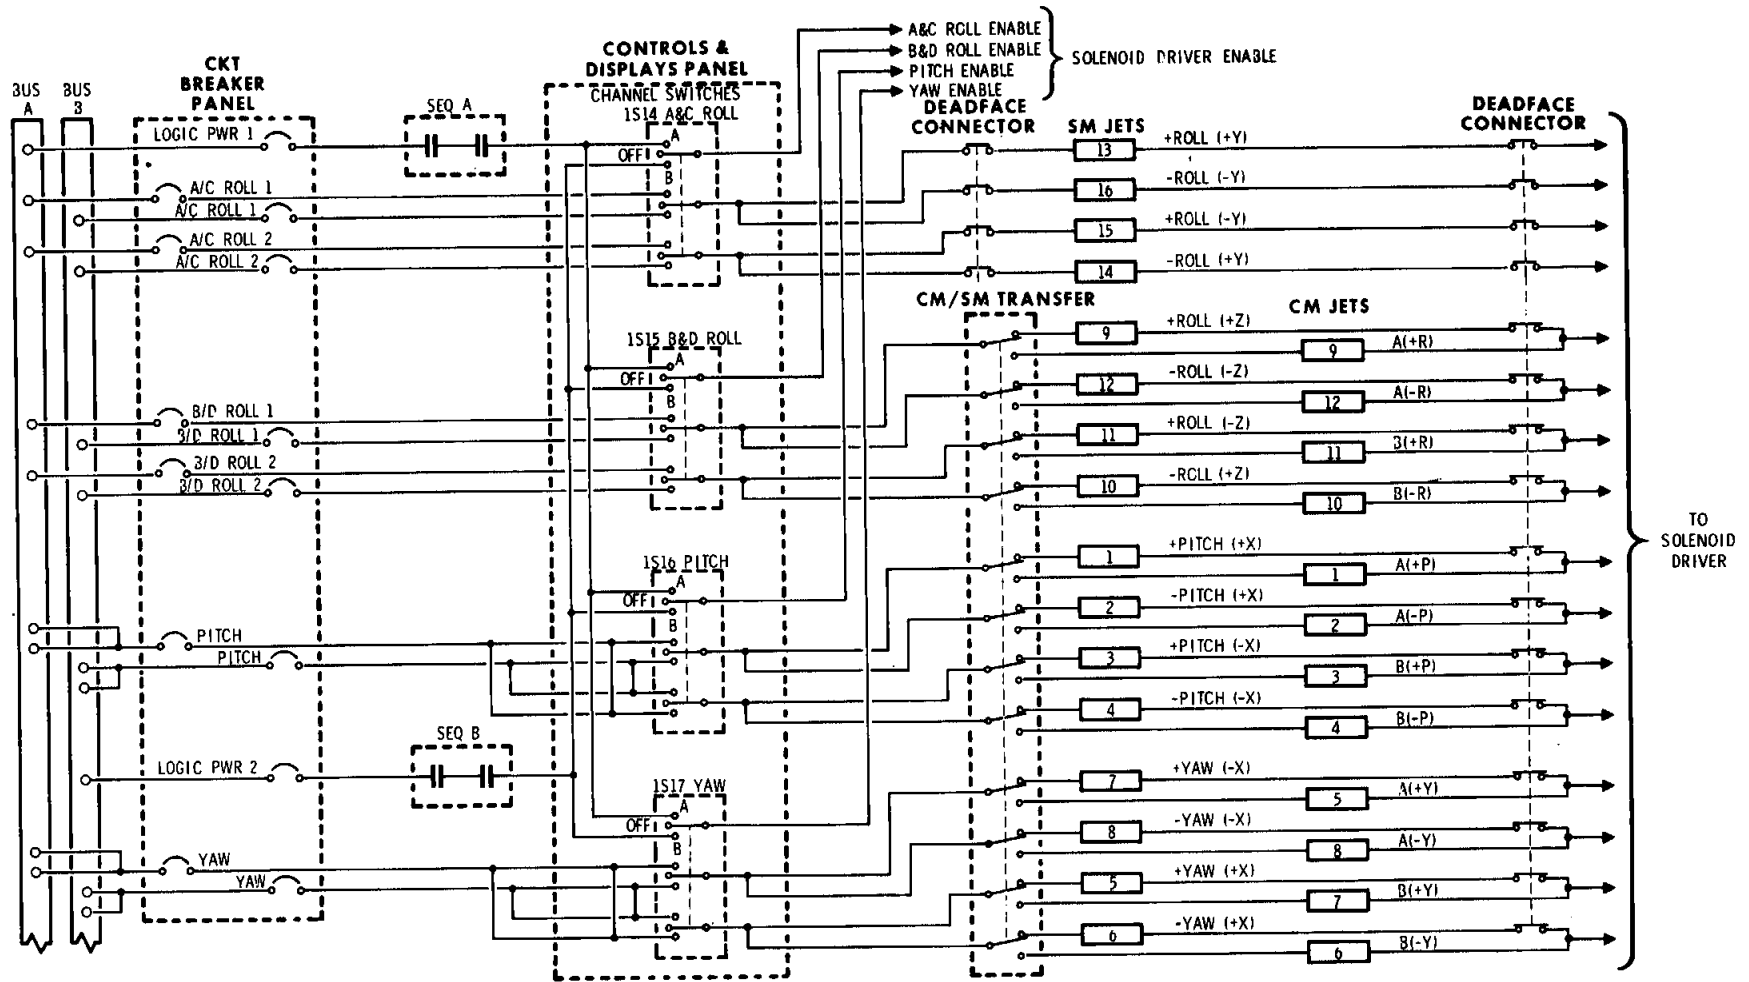 A&C ROLL ENABLE
B&D ROLL ENABLE
PITCH ENABLE
YAW ENABLE
SOLENOID DRIVER ENABLE
BUS
A
BUS
B
CKT
BREAKER
PANEL
CONTROLS &
DISPLAYS PANEL
CHANNEL SWITCHES
SEQ A
1S14 A&C ROLL
A
OFF
B
DEADFACE
CONNECTOR
SM JETS
DEADFACE
CONNECTOR
LOGIC PWR 1
A/C ROLL 1
A/C ROLL 1
A/C ROLL 2
A/C ROLL 2
13 +ROLL (+Y)
16 -ROLL (-Y)
15 +ROLL (-Y)
14 -ROLL (+Y)
CM/SM TRANSFER
CM JETS
1S15 B&D ROLL
A
OFF
B
B/D ROLL 1
B/D ROLL 1
B/D ROLL 2
B/D ROLL 2
9 +ROLL (+Z)
9 A(+R)
12 -ROLL (-Z)
12 A(-R)
11 +ROLL (-Z)
11 B(+R)
10 -ROLL (+Z)
10 B(-R)
1S16 PITCH
A
OFF
B
PITCH
PITCH
1 +PITCH (+X)
1 A(+P)
2 -PITCH (+X)
2 A(-P)
3 +PITCH (-X)
3 B(+P)
4 -PITCH (-X)
4 B(-P)
TO
SOLENOID
DRIVER
SEQ B
LOGIC PWR 2
1S17 YAW
A
OFF
B
YAW
YAW
7 +YAW (-X)
5 A(+Y)
8 -YAW (-X)
8 A(-Y)
5 +YAW (+X)
7 B(+Y)
6 -YAW (+X)
6 B(-Y)